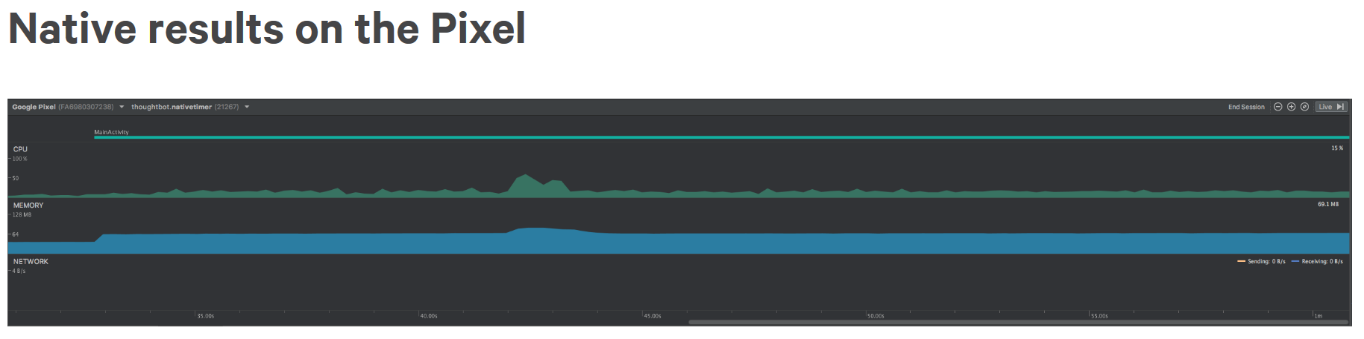 Native results on the Pixel
Google Pixel (FA6980307238) thoughtbot.nativetimer (21267) End Session Live
MainActivity
CPU 15 %
100 %
50
MEMORY 69.1 MB
128 MB
64
NETWORK Sending: 0 B/s Receiving: 0 B/s
4 B/s
35.00s 40.00s 45.00s 50.00s 55.00s 1m